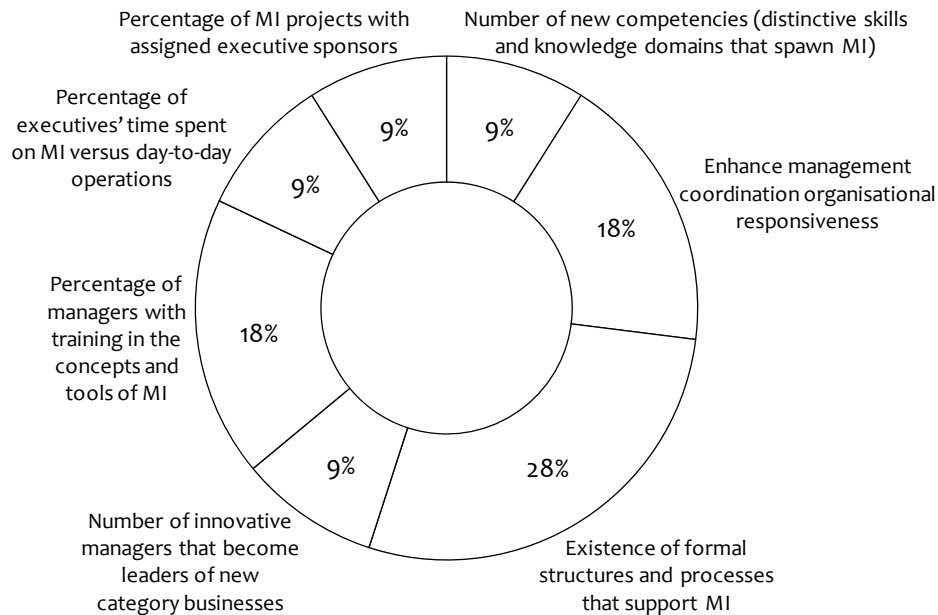 Percentage of MI projects with
assigned executive sponsors
Number of new competencies (distinctive skills
and knowledge domains that spawn MI)
Percentage of
executives' time spent
on MI versus day-to-day
operations
9%
9%
9%
Enhance management
coordination organisational
responsiveness
18%
Percentage of
managers with
training in the
concepts and
tools of MI
18%
9%
28%
Number of innovative
managers that become
leaders of new
category businesses
Existence of formal
structures and processes
that support MI